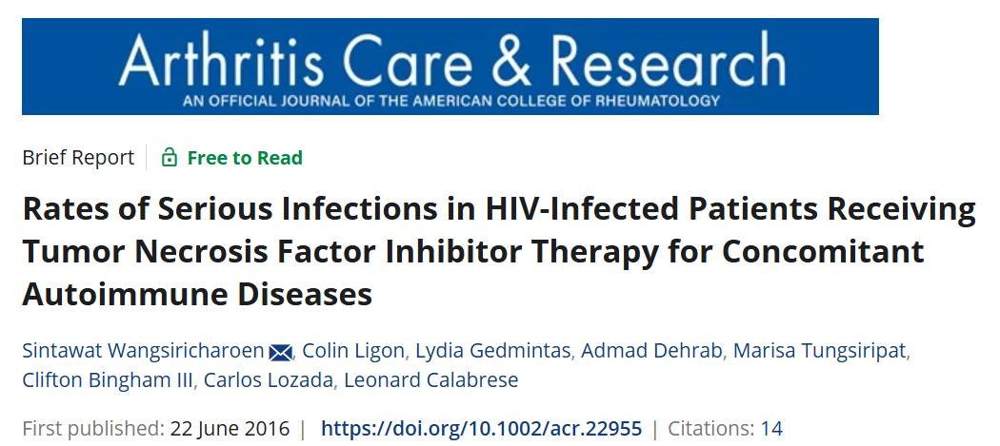 Arthritis Care & Research
AN OFFICIAL JOURNAL OF THE AMERICAN COLLEGE OF RHEUMATOLOGY
Brief Report Free to Read
Rates of Serious Infections in HIV-Infected Patients Receiving
Tumor Necrosis Factor Inhibitor Therapy for Concomitant
Autoimmune Diseases
Sintawat Wangsiricharoen, Colin Ligon, Lydia Gedmintas, Admad Dehrab, Marisa Tungsiripat,
Clifton Bingham III, Carlos Lozada, Leonard Calabrese
First published: 22 June 2016 | https://doi.org/10.1002/acr.22955 | Citations: 14